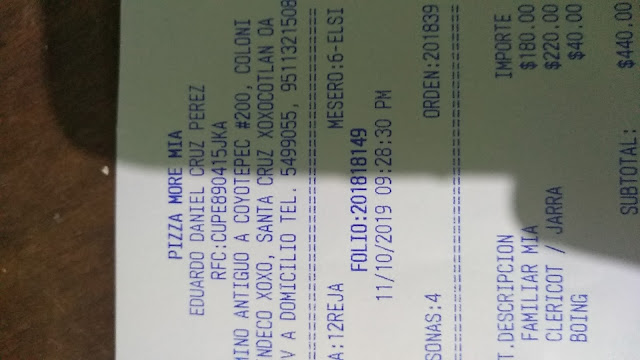 PIZZA MORE MIA
EDUARDO DANIEL CRUZ PEREZ
RFC:CUPE890415JKA
MINO ANTIGUO A COYOTEPEC #200, COLONI
NDECO XOXO, SANTA CRUZ XOXOCOTLAN OA
V A DOMICILIO TEL. 5499055, 9511321508
===================================
A:12REJA MESERO:6-ELSI
FOLIO:201818149
11/10/2019 09:28:30 PM
ORDEN:201839
SONAS:4
===================================
T.DESCRIPCION IMPORTE
FAMILIAR MIA $180.00
CLERICOT / JARRA $220.00
BOING $40.00
SUBTOTAL: $440.00